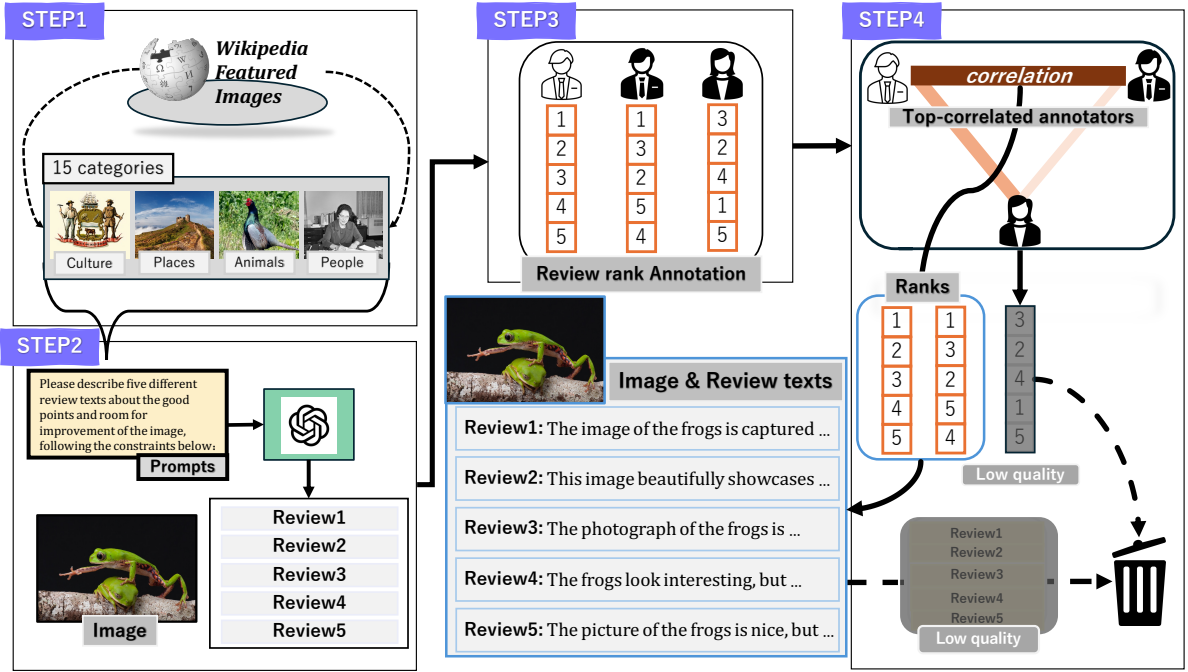 STEP1
Wikipedia
Featured
Images
15 categories
Culture
Places
Animals
People
STEP2
Please describe five different
review texts about the good
points and room for
improvement of the image,
following the constraints below:
Prompts
Image
Review1
Review2
Review3
Review4
Review5
STEP3
1 1 3
2 3 2
3 2 4
4 5 1
5 4 5
Review rank Annotation
Image & Review texts
Review1: The image of the frogs is captured ...
Review2: This image beautifully showcases ...
Review3: The photograph of the frogs is ...
Review4: The frogs look interesting, but ...
Review5: The picture of the frogs is nice, but ...
STEP4
correlation
Top-correlated annotators
Ranks
1 1 3
2 3 2
3 2 4
4 5 1
5 4 5
Low quality
Review1
Review2
Review3
Review4
Review5
Low quality